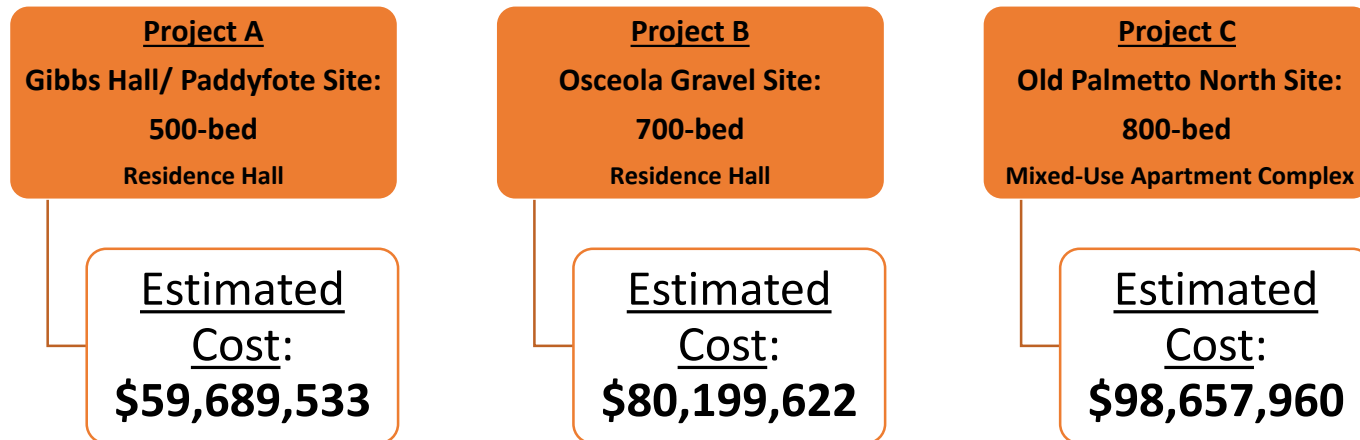 Project A
Gibbs Hall/ Paddyfote Site:
500-bed
Residence Hall
Estimated
Cost:
$59,689,533
Project B
Osceola Gravel Site:
700-bed
Residence Hall
Estimated
Cost:
$80,199,622
Project C
Old Palmetto North Site:
800-bed
Mixed-Use Apartment Complex
Estimated
Cost:
$98,657,960